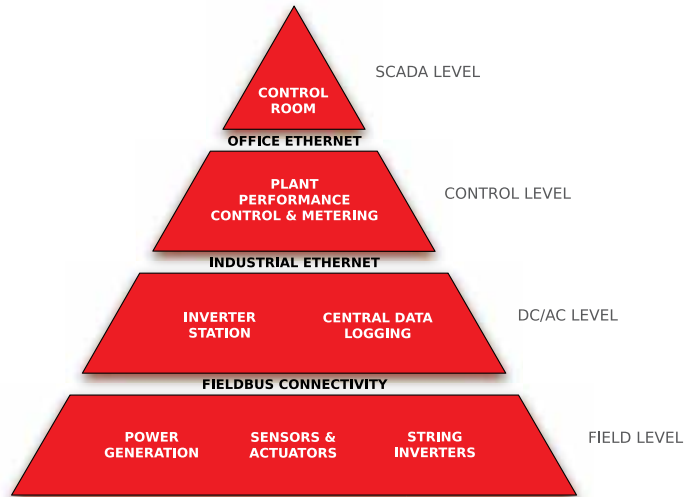 CONTROL
ROOM
SCADA LEVEL
OFFICE ETHERNET
PLANT
PERFORMANCE
CONTROL & METERING
CONTROL LEVEL
INDUSTRIAL ETHERNET
INVERTER
STATION
CENTRAL DATA
LOGGING
DC/AC LEVEL
FIELDBUS CONNECTIVITY
POWER
GENERATION
SENSORS &
ACTUATORS
STRING
INVERTERS
FIELD LEVEL